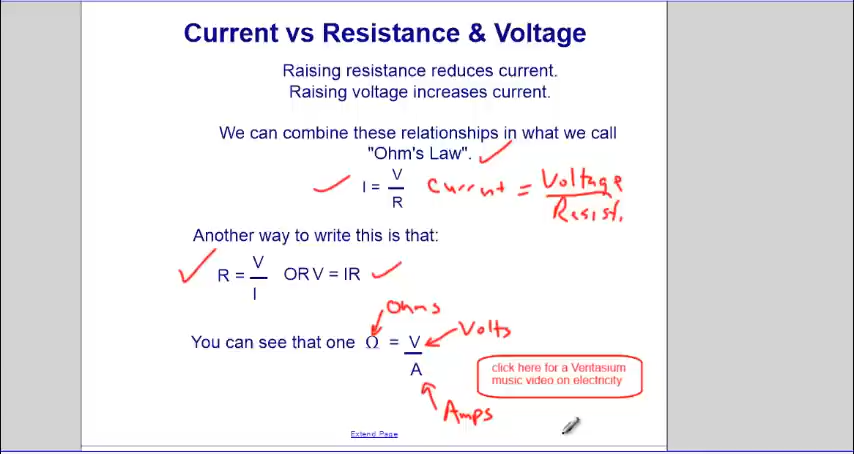 Current vs Resistance & Voltage
Raising resistance reduces current.
Raising voltage increases current.
We can combine these relationships in what we call
"Ohm's Law".
I = V/R Current = Voltage/Resist.
Another way to write this is that:
R = V/I OR V = IR
Ohms
Volts
You can see that one Ω = V/A
click here for a Ventasium
music video on electricity
Amps
Extend Page